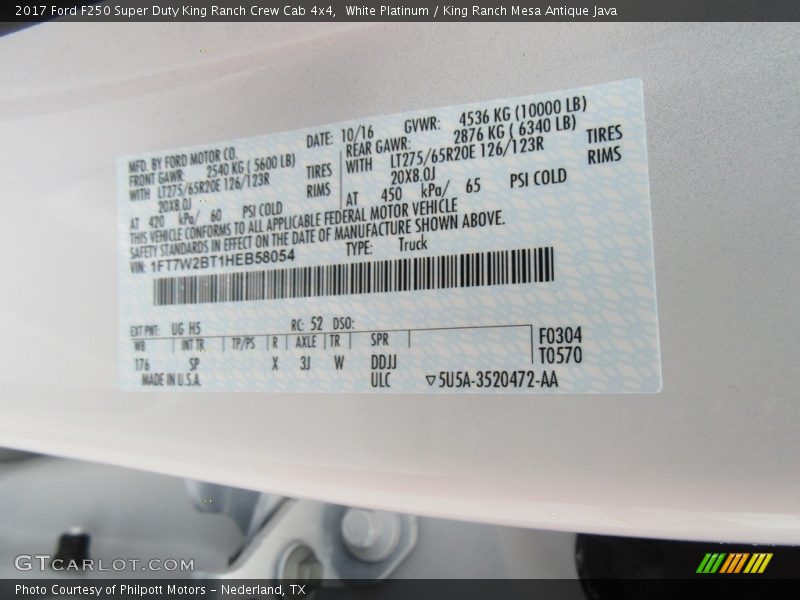 2017 Ford F250 Super Duty King Ranch Crew Cab 4x4,  White Platinum / King Ranch Mesa Antique Java
MFD. BY FORD MOTOR CO.
DATE: 10/16
GVWR: 4536 KG (10000 LB)
FRONT GAWR: 2540 KG ( 5600 LB)
REAR GAWR: 2876 KG ( 6340 LB)
WITH LT275/65R20E 126/123R TIRES
WITH LT275/65R20E 126/123R TIRES
20X8.0J RIMS
20X8.0J RIMS
AT 420 kPa/ 60 PSI COLD
AT 450 kPa/ 65 PSI COLD
THIS VEHICLE CONFORMS TO ALL APPLICABLE FEDERAL MOTOR VEHICLE
SAFETY STANDARDS IN EFFECT ON THE DATE OF MANUFACTURE SHOWN ABOVE.
VIN: 1FT7W2BT1HEB58054 TYPE: Truck
EXT PNT: UG H5 RC: 52 DSO:
WB INT TR TP/PS R AXLE TR SPR
176 SP X 3J W DDJJ
F0304
T0570
MADE IN U.S.A. ULC ▽5U5A-3520472-AA
GTCARLOT.COM
Photo Courtesy of Philpott Motors - Nederland, TX